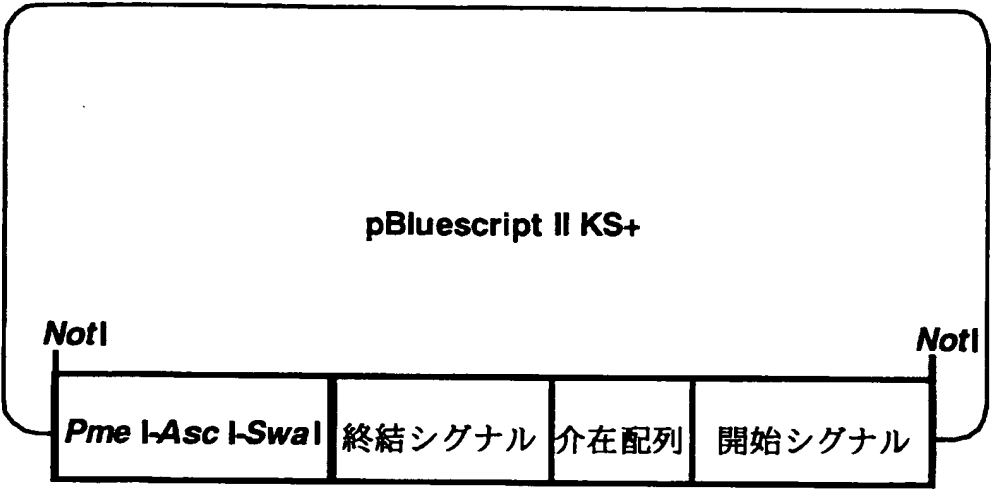 pBluescript II KS+
NotI
NotI
Pme I-Asc I-Swa I
終結シグナル
介在配列
開始シグナル